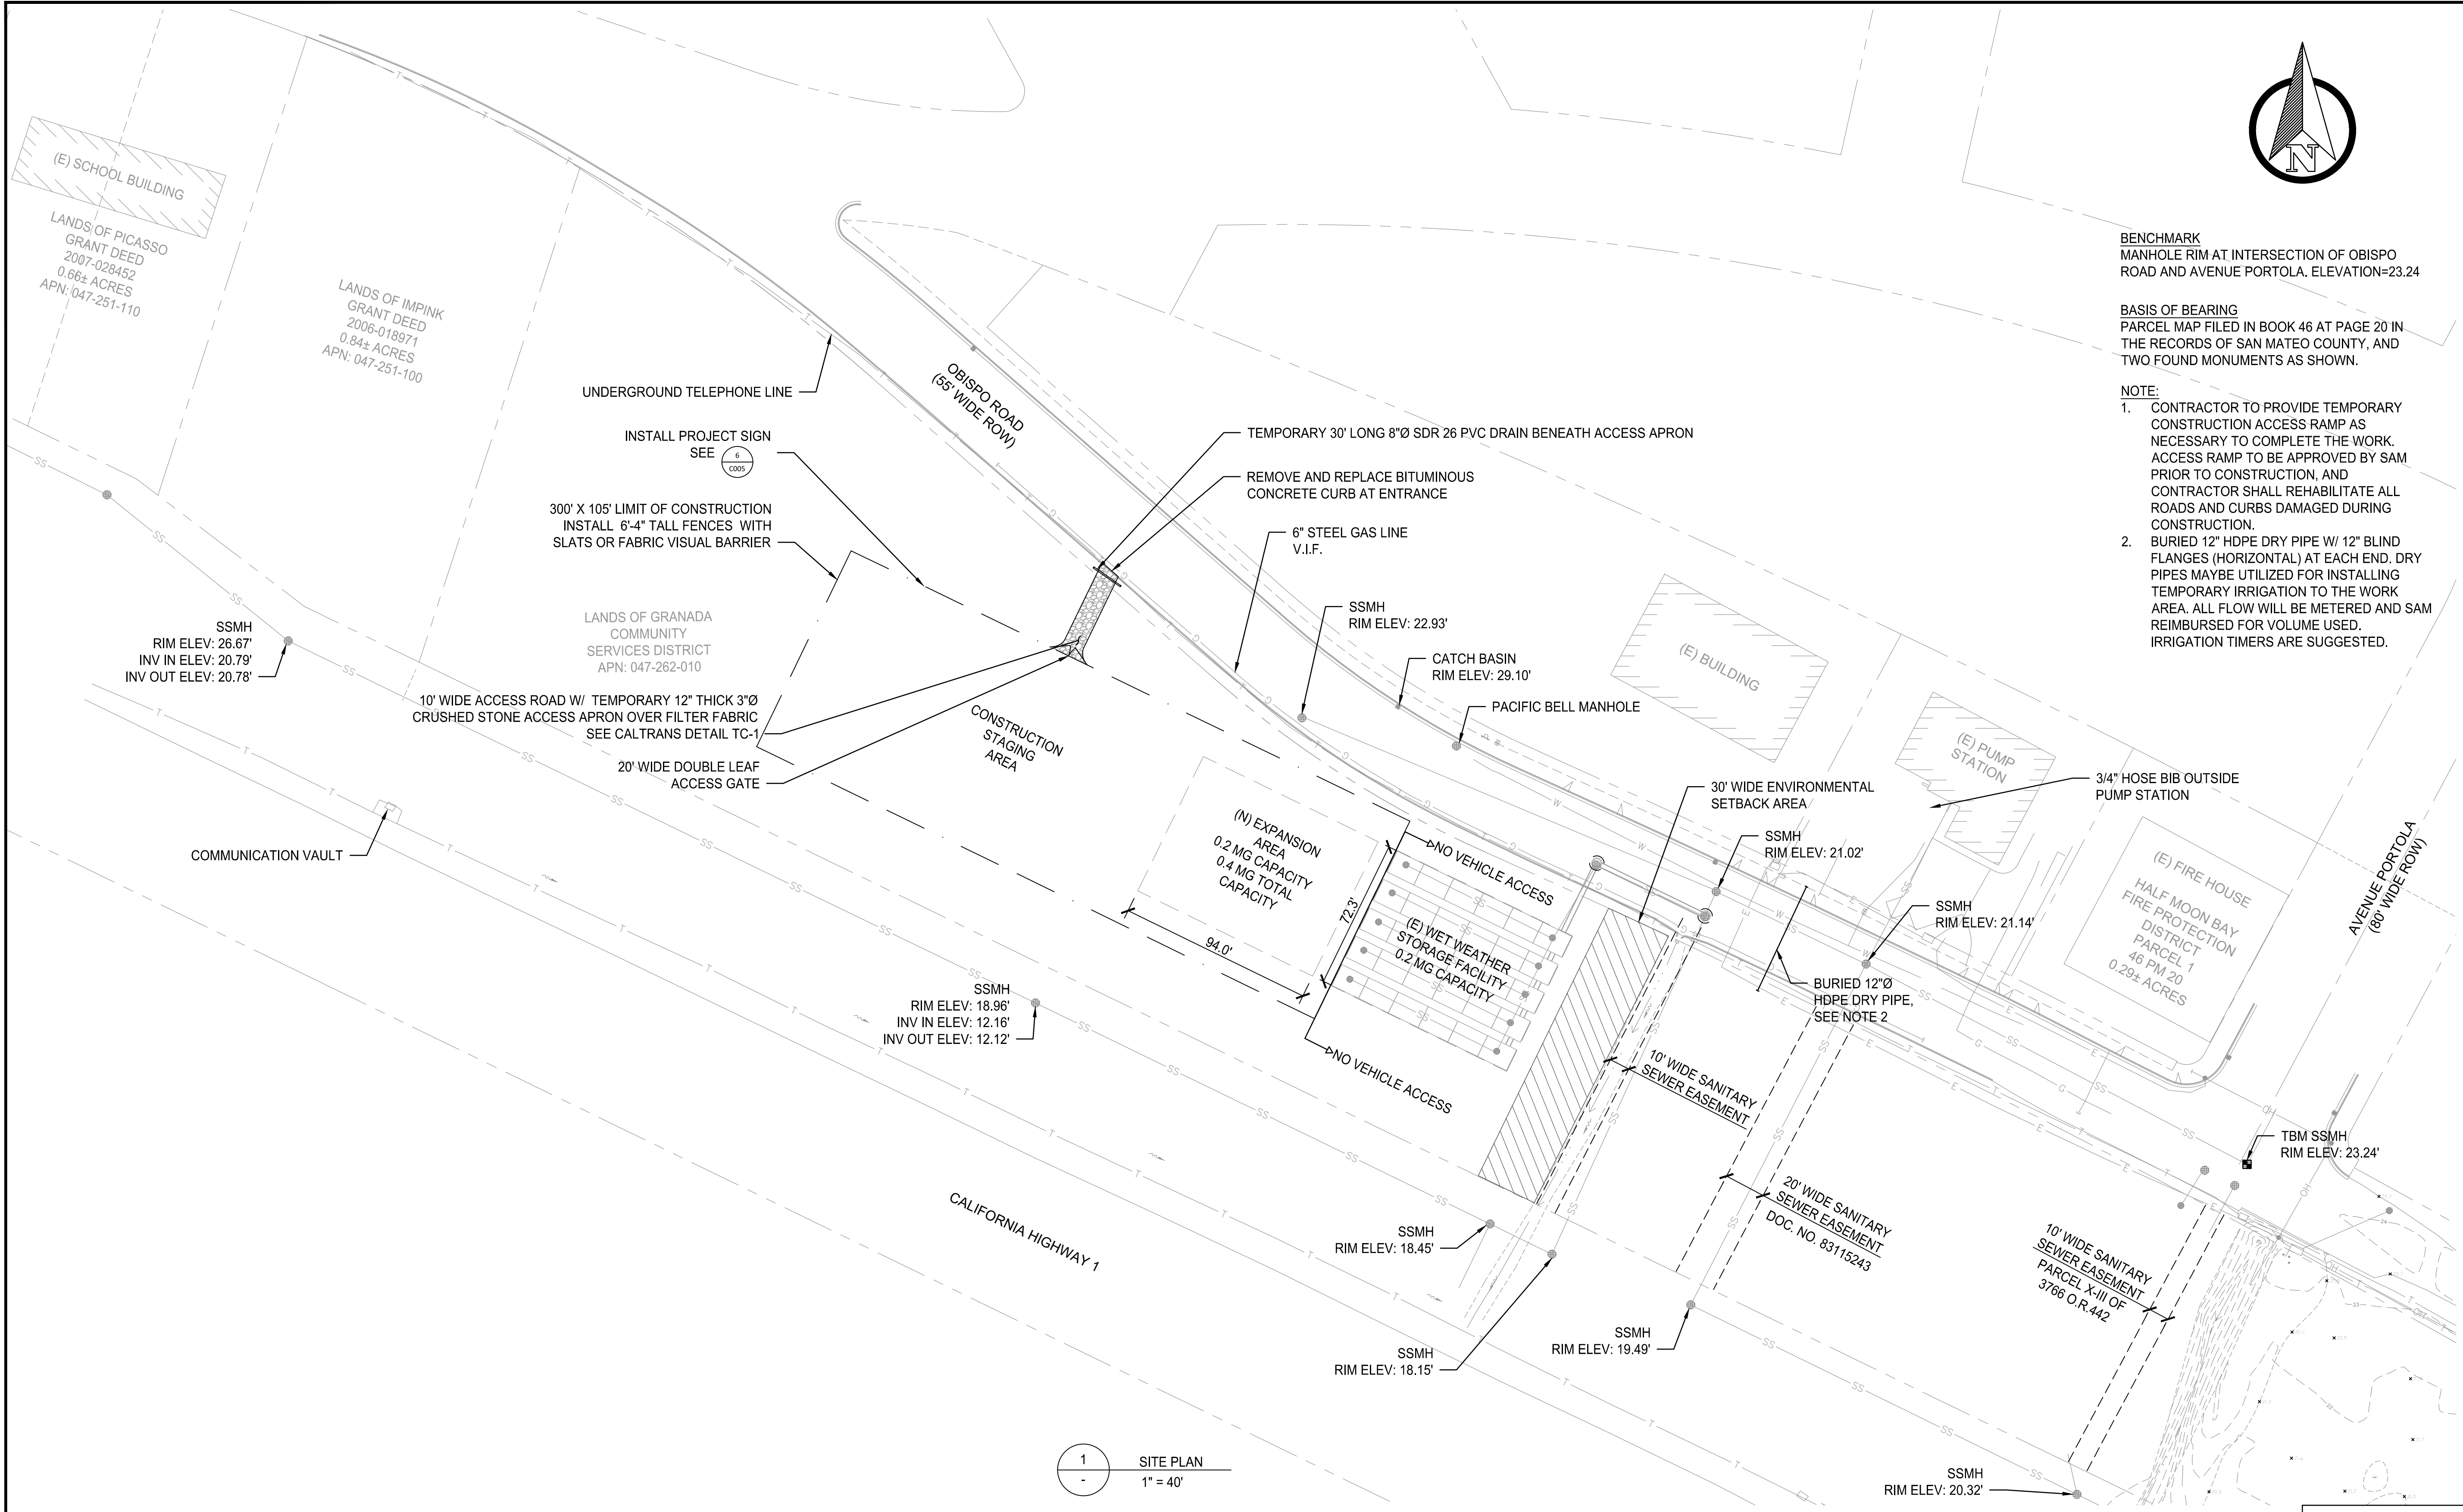 (E) SCHOOL BUILDING
LANDS OF PICASSO
GRANT DEED
2007-028452
0.66± ACRES
APN: 047-251-110
LANDS OF IMPINK
GRANT DEED
2006-018971
0.84± ACRES
APN: 047-251-100
N
BENCHMARK
MANHOLE RIM AT INTERSECTION OF OBISPO
ROAD AND AVENUE PORTOLA. ELEVATION=23.24
BASIS OF BEARING
PARCEL MAP FILED IN BOOK 46 AT PAGE 20 IN
THE RECORDS OF SAN MATEO COUNTY, AND
TWO FOUND MONUMENTS AS SHOWN.
NOTE:
1. CONTRACTOR TO PROVIDE TEMPORARY
CONSTRUCTION ACCESS RAMP AS
NECESSARY TO COMPLETE THE WORK.
ACCESS RAMP TO BE APPROVED BY SAM
PRIOR TO CONSTRUCTION, AND
CONTRACTOR SHALL REHABILITATE ALL
ROADS AND CURBS DAMAGED DURING
CONSTRUCTION.
2. BURIED 12" HDPE DRY PIPE W/ 12" BLIND
FLANGES (HORIZONTAL) AT EACH END. DRY
PIPES MAYBE UTILIZED FOR INSTALLING
TEMPORARY IRRIGATION TO THE WORK
AREA. ALL FLOW WILL BE METERED AND SAM
REIMBURSED FOR VOLUME USED.
IRRIGATION TIMERS ARE SUGGESTED.
UNDERGROUND TELEPHONE LINE
OBISPO ROAD
(55' WIDE ROW)
INSTALL PROJECT SIGN
SEE
6
C005
TEMPORARY 30' LONG 8"Ø SDR 26 PVC DRAIN BENEATH ACCESS APRON
REMOVE AND REPLACE BITUMINOUS
CONCRETE CURB AT ENTRANCE
300' X 105' LIMIT OF CONSTRUCTION
INSTALL 6'-4" TALL FENCES WITH
SLATS OR FABRIC VISUAL BARRIER
6" STEEL GAS LINE
V.I.F.
SSMH
RIM ELEV: 22.93'
LANDS OF GRANADA
COMMUNITY
SERVICES DISTRICT
APN: 047-262-010
SSMH
RIM ELEV: 26.67'
INV IN ELEV: 20.79'
INV OUT ELEV: 20.78'
CATCH BASIN
RIM ELEV: 29.10'
(E) BUILDING
10' WIDE ACCESS ROAD W/ TEMPORARY 12" THICK 3"Ø
CRUSHED STONE ACCESS APRON OVER FILTER FABRIC
SEE CALTRANS DETAIL TC-1
PACIFIC BELL MANHOLE
CONSTRUCTION
STAGING
AREA
(E) PUMP
STATION
20' WIDE DOUBLE LEAF
ACCESS GATE
30' WIDE ENVIRONMENTAL
SETBACK AREA
3/4" HOSE BIB OUTSIDE
PUMP STATION
COMMUNICATION VAULT
(N) EXPANSION
AREA
0.2 MG CAPACITY
0.4 MG TOTAL
CAPACITY
NO VEHICLE ACCESS
SSMH
RIM ELEV: 21.02'
AVENUE PORTOLA
(80' WIDE ROW)
(E) FIRE HOUSE
HALF MOON BAY
FIRE PROTECTION
DISTRICT
PARCEL 1
46 PM 20
0.29± ACRES
72.3'
94.0'
(E) WET WEATHER
STORAGE FACILITY
0.2 MG CAPACITY
SSMH
RIM ELEV: 21.14'
SSMH
RIM ELEV: 18.96'
INV IN ELEV: 12.16'
INV OUT ELEV: 12.12'
BURIED 12"Ø
HDPE DRY PIPE,
SEE NOTE 2
NO VEHICLE ACCESS
10' WIDE SANITARY
SEWER EASEMENT
TBM SSMH
RIM ELEV: 23.24'
CALIFORNIA HIGHWAY 1
20' WIDE SANITARY
SEWER EASEMENT
DOC. NO. 83115243
10' WIDE SANITARY
SEWER EASEMENT
PARCEL X-III OF
3766 O.R.442
SSMH
RIM ELEV: 18.45'
SSMH
RIM ELEV: 19.49'
SSMH
RIM ELEV: 18.15'
1
-
SITE PLAN
1" = 40'
SSMH
RIM ELEV: 20.32'